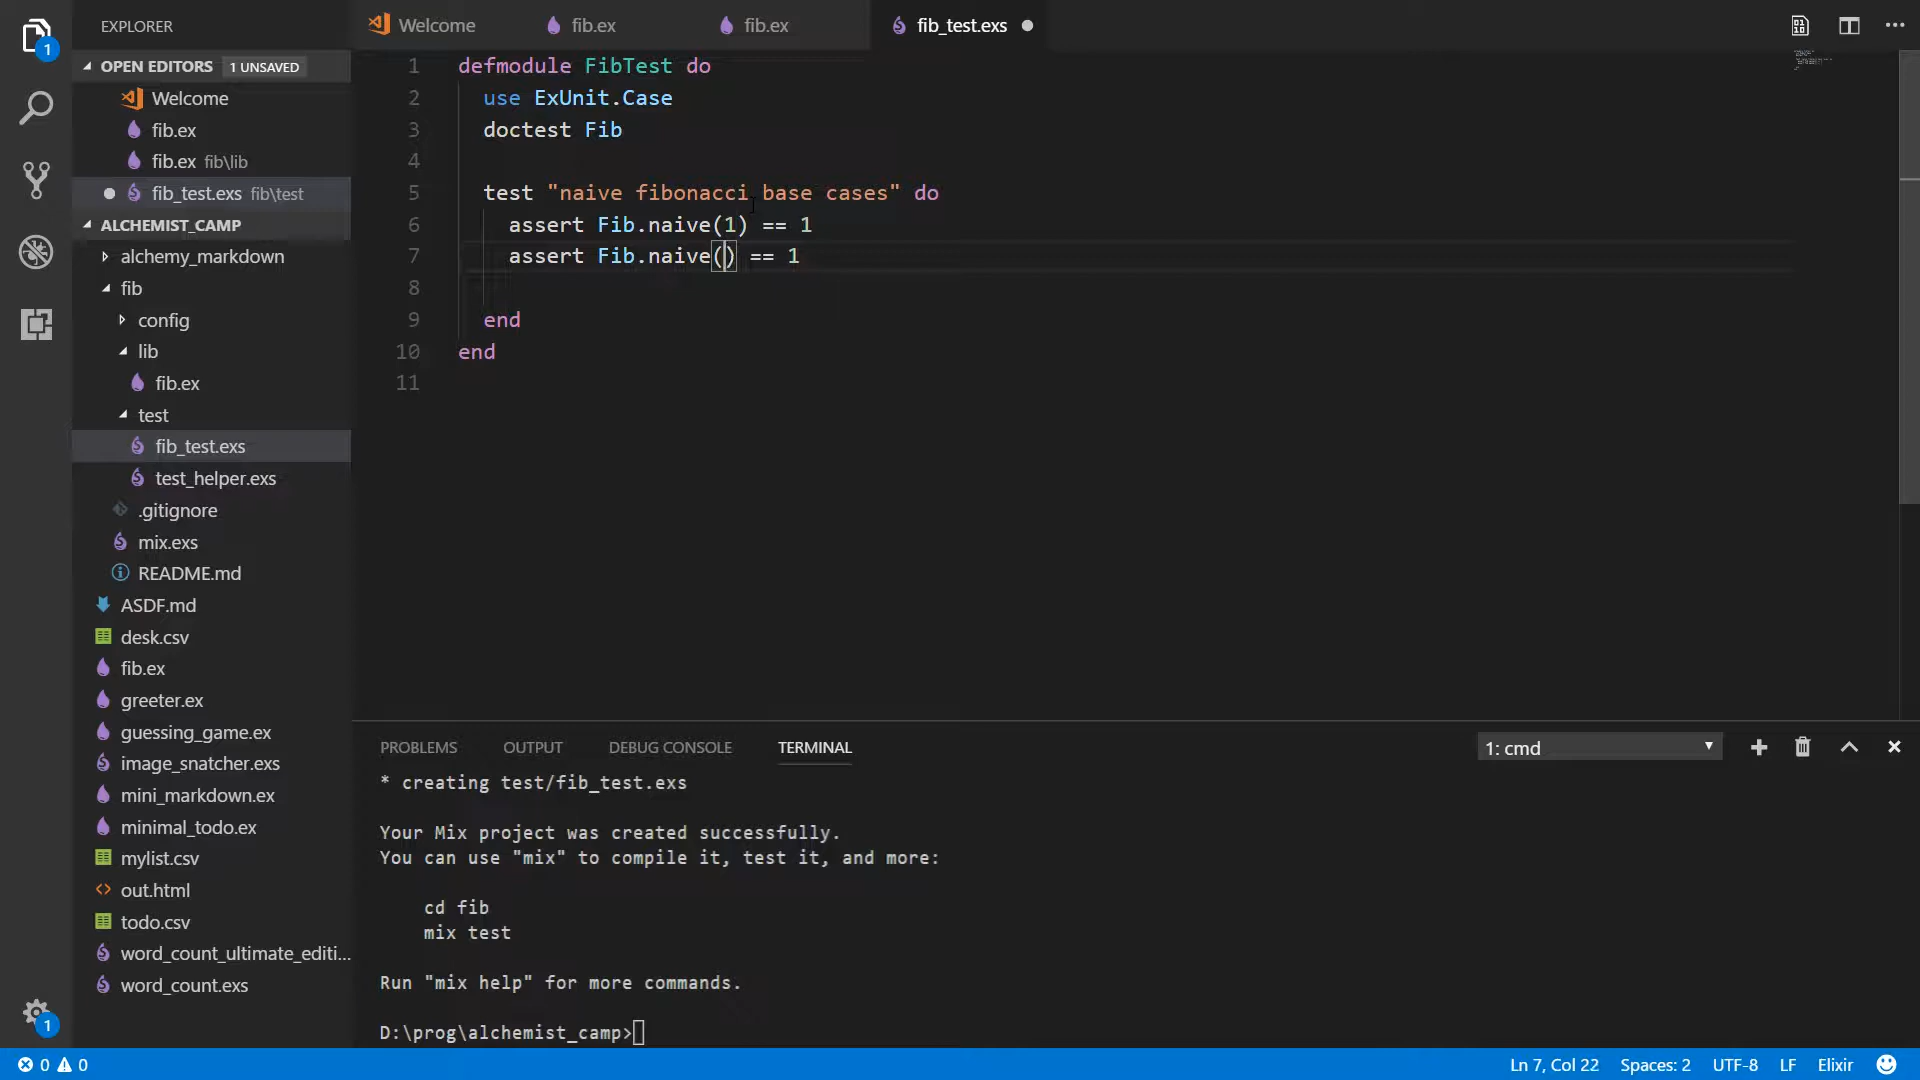 1
EXPLORER
OPEN EDITORS 1 UNSAVED
Welcome
fib.ex
fib.ex fib\lib
fib_test.exs fib\test
ALCHEMIST_CAMP
alchemy_markdown
fib
config
lib
fib.ex
test
fib_test.exs
test_helper.exs
.gitignore
mix.exs
README.md
ASDF.md
desk.csv
fib.ex
greeter.ex
guessing_game.ex
image_snatcher.exs
mini_markdown.ex
minimal_todo.ex
mylist.csv
out.html
todo.csv
word_count_ultimate_editi...
word_count.exs
1
Welcome fib.ex fib.ex fib_test.exs
1 defmodule FibTest do
2 use ExUnit.Case
3 doctest Fib
4
5 test "naive fibonacci base cases" do
6 assert Fib.naive(1) == 1
7 assert Fib.naive() == 1
8
9 end
10 end
11
PROBLEMS OUTPUT DEBUG CONSOLE TERMINAL 1: cmd
* creating test/fib_test.exs
Your Mix project was created successfully.
You can use "mix" to compile it, test it, and more:
cd fib
mix test
Run "mix help" for more commands.
D:\prog\alchemist_camp>
0 0 Ln 7, Col 22 Spaces: 2 UTF-8 LF Elixir